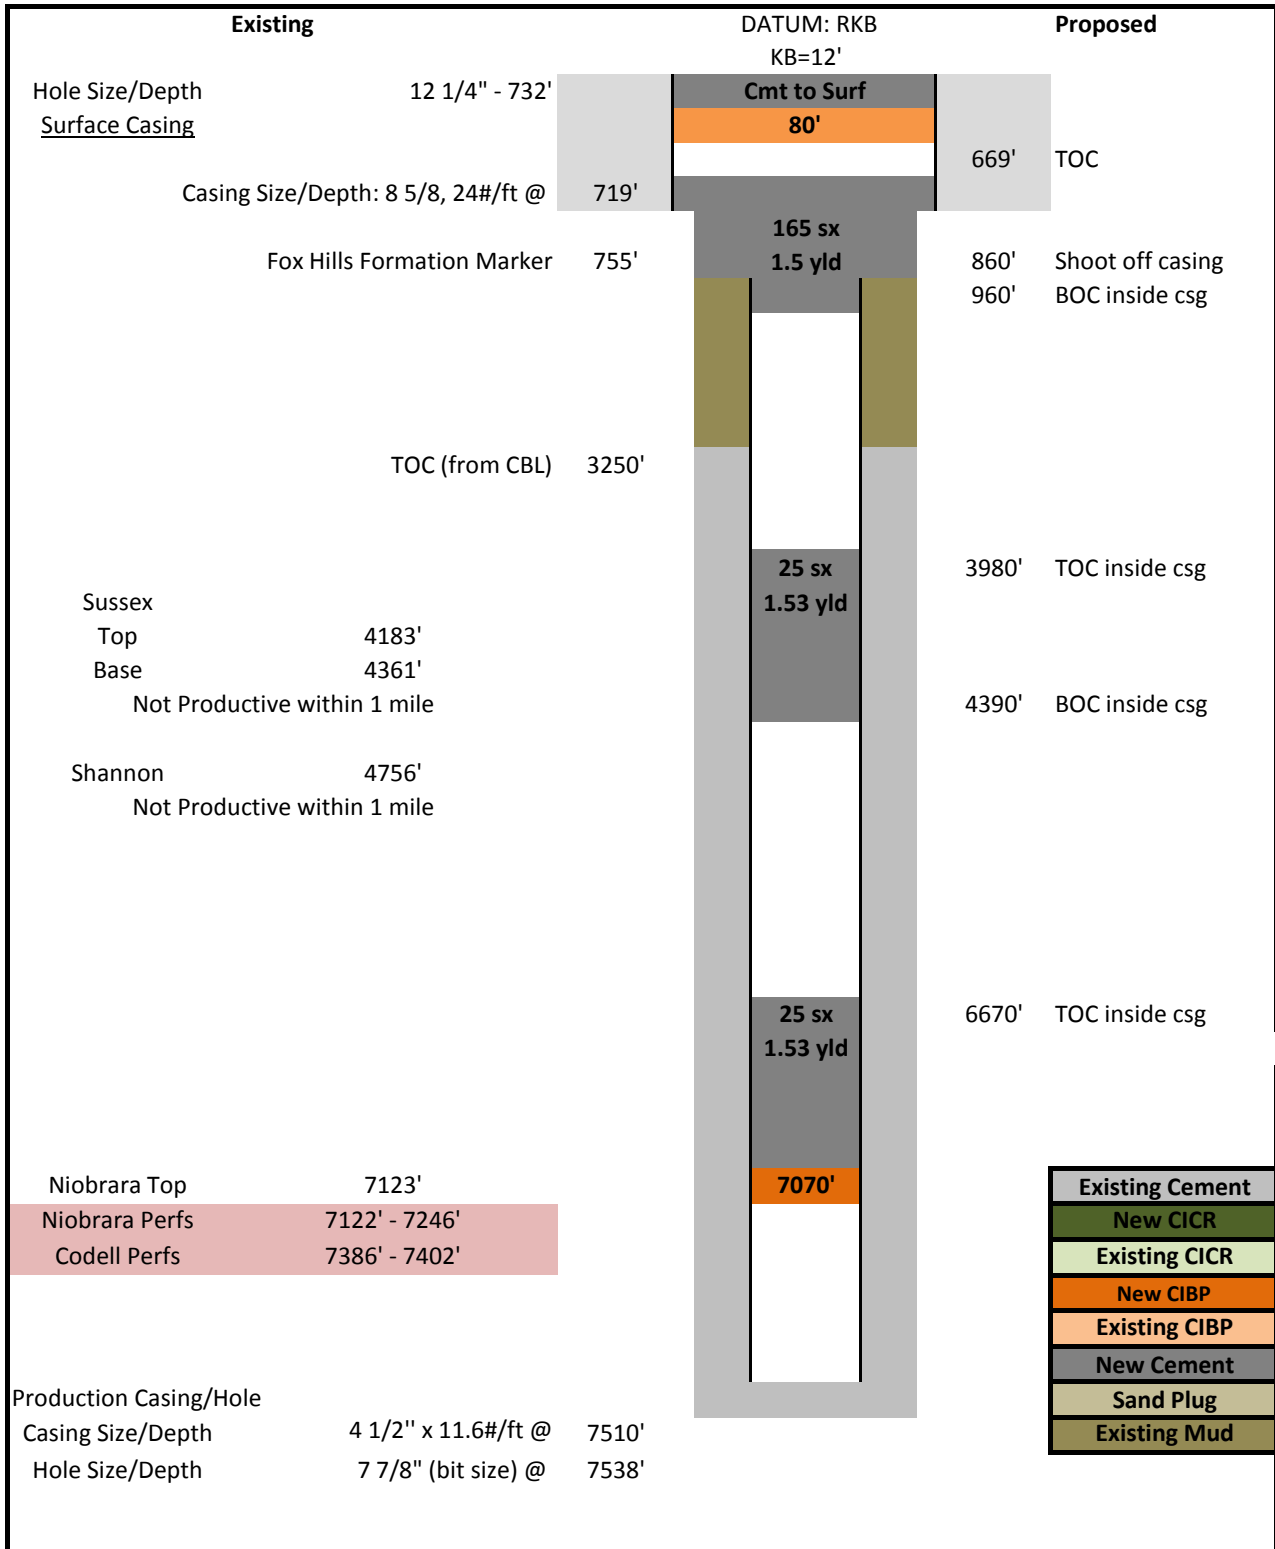 Existing DATUM: RKB Proposed
KB=12'
Hole Size/Depth 12 1/4" - 732' Cmt to Surf
Surface Casing 80'
669' TOC
Casing Size/Depth: 8 5/8, 24#/ft @ 719'
165 sx
Fox Hills Formation Marker 755' 1.5 yld 860' Shoot off casing
960' BOC inside csg
TOC (from CBL) 3250'
25 sx 3980' TOC inside csg
Sussex 1.53 yld
Top 4183'
Base 4361'
Not Productive within 1 mile 4390' BOC inside csg
Shannon 4756'
Not Productive within 1 mile
25 sx 6670' TOC inside csg
1.53 yld
Niobrara Top 7123' 7070' Existing Cement
Niobrara Perfs 7122' - 7246' New CICR
Codell Perfs 7386' - 7402' Existing CICR
New CIBP
Existing CIBP
New Cement
Production Casing/Hole Sand Plug
Casing Size/Depth 4 1/2'' x 11.6#/ft @ 7510' Existing Mud
Hole Size/Depth 7 7/8" (bit size) @ 7538'